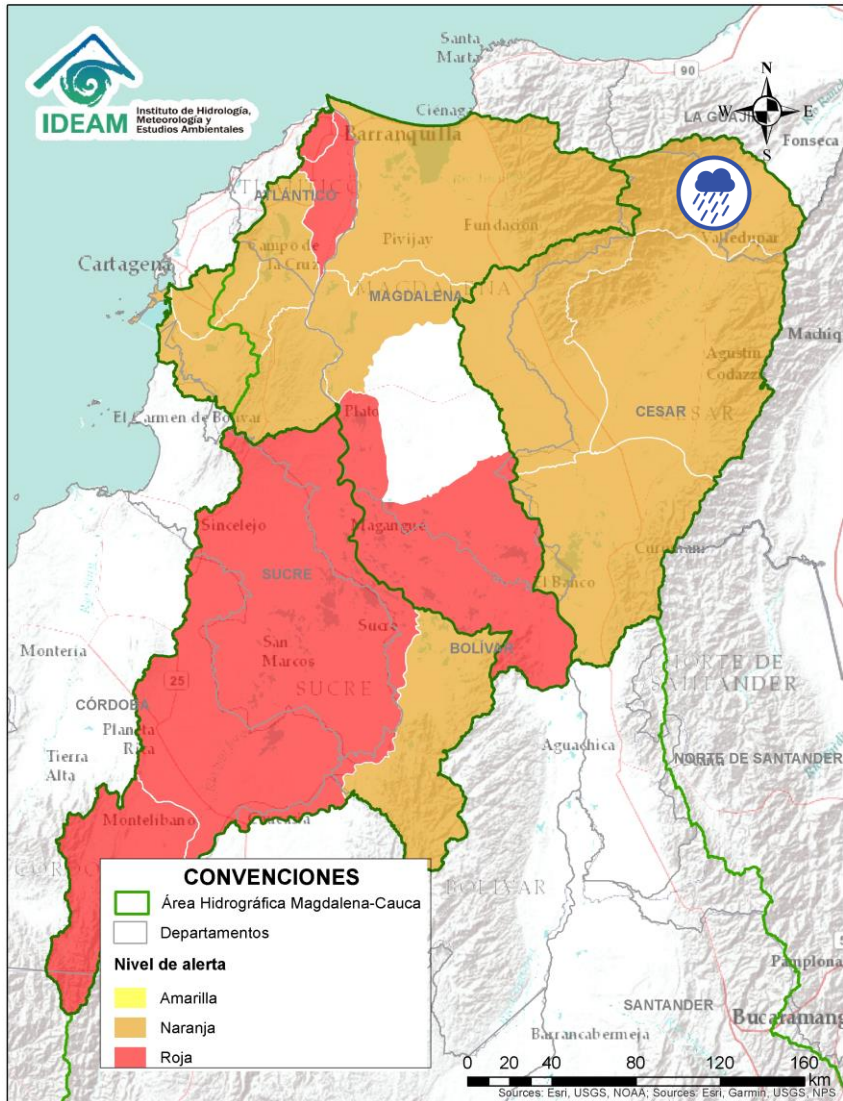 IDEAM
Instituto de Hidrología,
Meteorología y
Estudios Ambientales
Santa
Marta
90
N
W
E
S
LA GUAJI
Fonseca
Ciénaga
Barranquilla
ATLÁNTICO
Fundación
Valledupar
Campo de
la Cruz
Pivijay
Cartagena
MAGDALENA
Agustín
Codazzi
CESAR
El Carmen de Bolívar
Plato
Sincelejo
Magangué
El Banco
SUCRE
Sucre
San
Marcos
SUCRE
BOLÍVAR
Montería
25
CÓRDOBA
Planeta
Rica
Tierra
Alta
NORTE DE
SANTANDER
Aguachica
NORTE DE SANTANDER
Montelíbano
BOLÍVAR
CONVENCIONES
Área Hidrográfica Magdalena-Cauca
Departamentos
Nivel de alerta
Amarilla
Naranja
Roja
Pamplona
SANTANDER
Bucaramang
Barrancabermeja
0 20 40 80 120 160
km
Sources: Esri, USGS, NOAA; Sources: Esri, Garmin, USGS, NPS